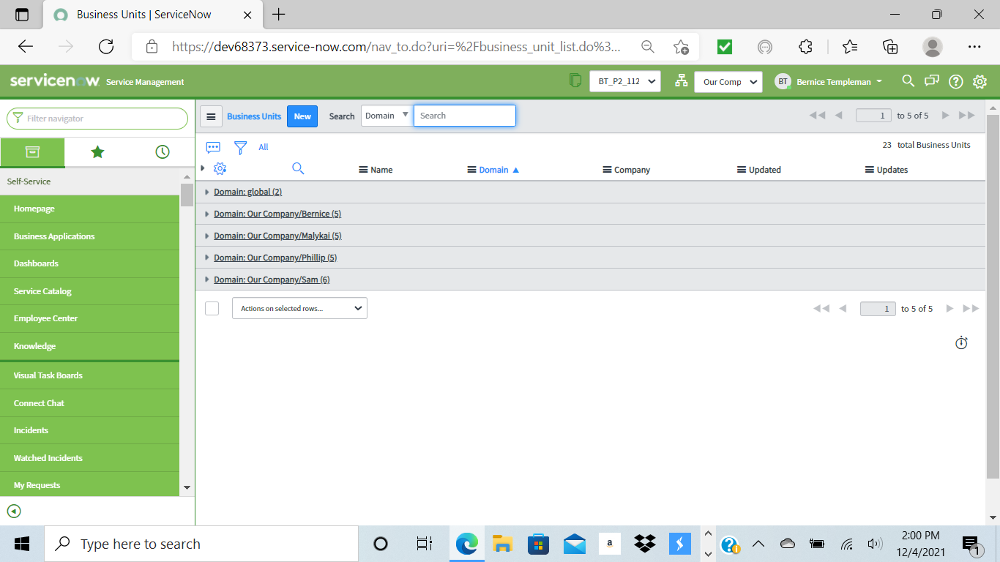 Business Units | ServiceNow
https://dev68373.service-now.com/nav_to.do?uri=%2Fbusiness_unit_list.do%3...
servicenow Service Management
BT_P2_112
Our Comp
BT Bernice Templeman
Filter navigator
Business Units New Search Domain Search
1 to 5 of 5
All
23 total Business Units
Name Domain Company Updated Updates
Self-Service
Homepage
Business Applications
Dashboards
Service Catalog
Employee Center
Knowledge
Visual Task Boards
Connect Chat
Incidents
Watched Incidents
My Requests
Domain: global (2)
Domain: Our Company/Bernice (5)
Domain: Our Company/Malykai (5)
Domain: Our Company/Phillip (5)
Domain: Our Company/Sam (6)
Actions on selected rows...
1 to 5 of 5
Type here to search
a
2:00 PM
12/4/2021
1